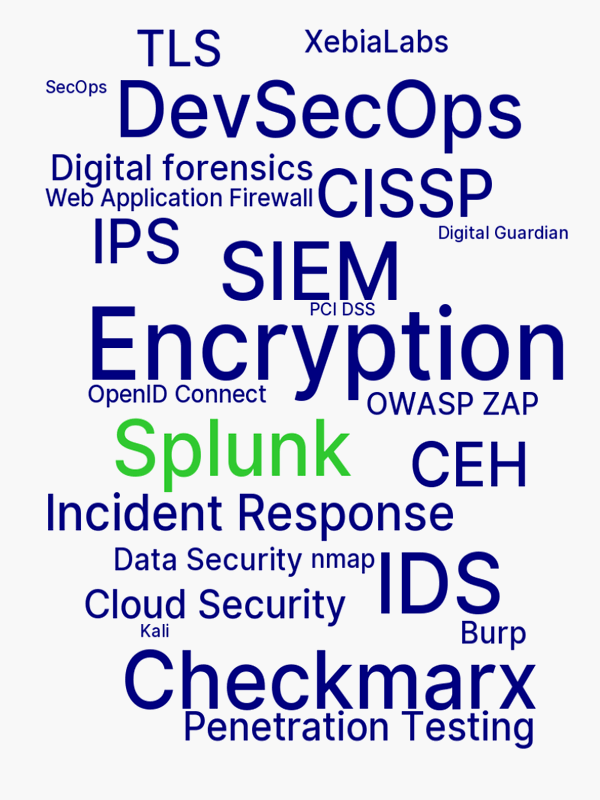 TLS
XebiaLabs
SecOps
DevSecOps
Digital forensics
CISSP
Web Application Firewall
IPS
Digital Guardian
SIEM
PCI DSS
Encryption
OpenID Connect
OWASP ZAP
Splunk
CEH
Incident Response
Data Security
nmap
IDS
Cloud Security
Kali
Burp
Checkmarx
Penetration Testing